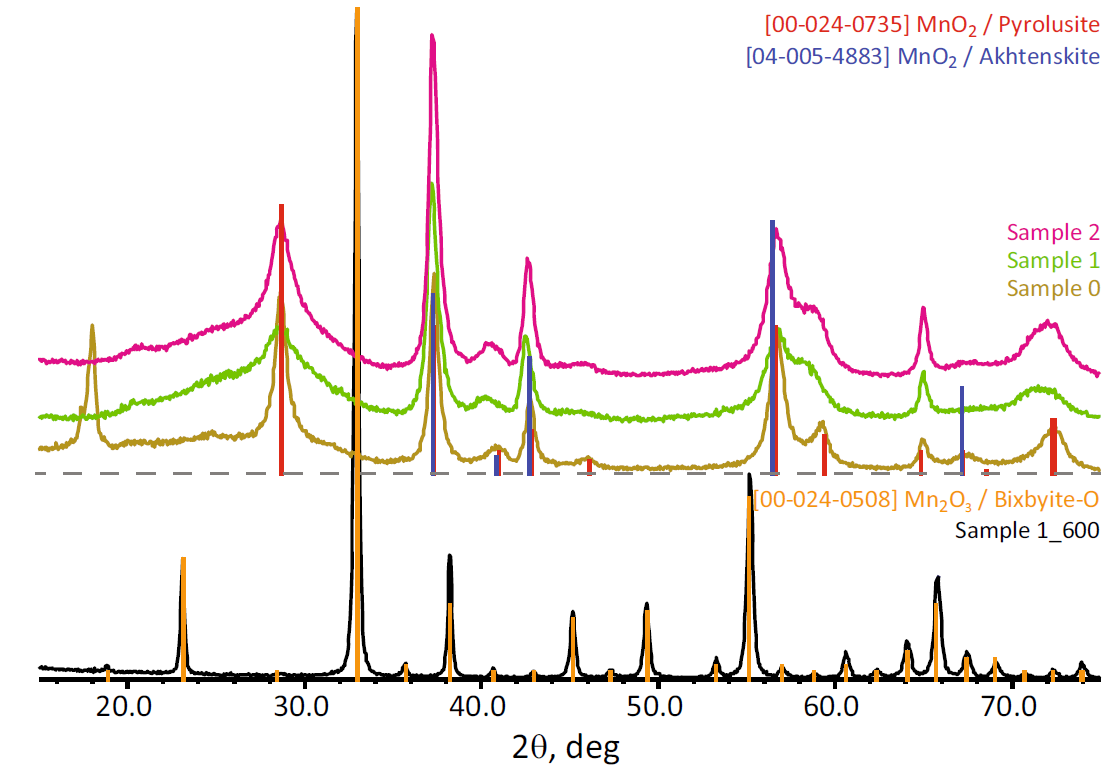 [00-024-0735] MnO₂ / Pyrolusite
[04-005-4883] MnO₂ / Akhtenskite
Sample 2
Sample 1
Sample 0
[00-024-0508] Mn₂O₃ / Bixbyite-O
Sample 1_600
20.0 30.0 40.0 50.0 60.0 70.0
2θ, deg